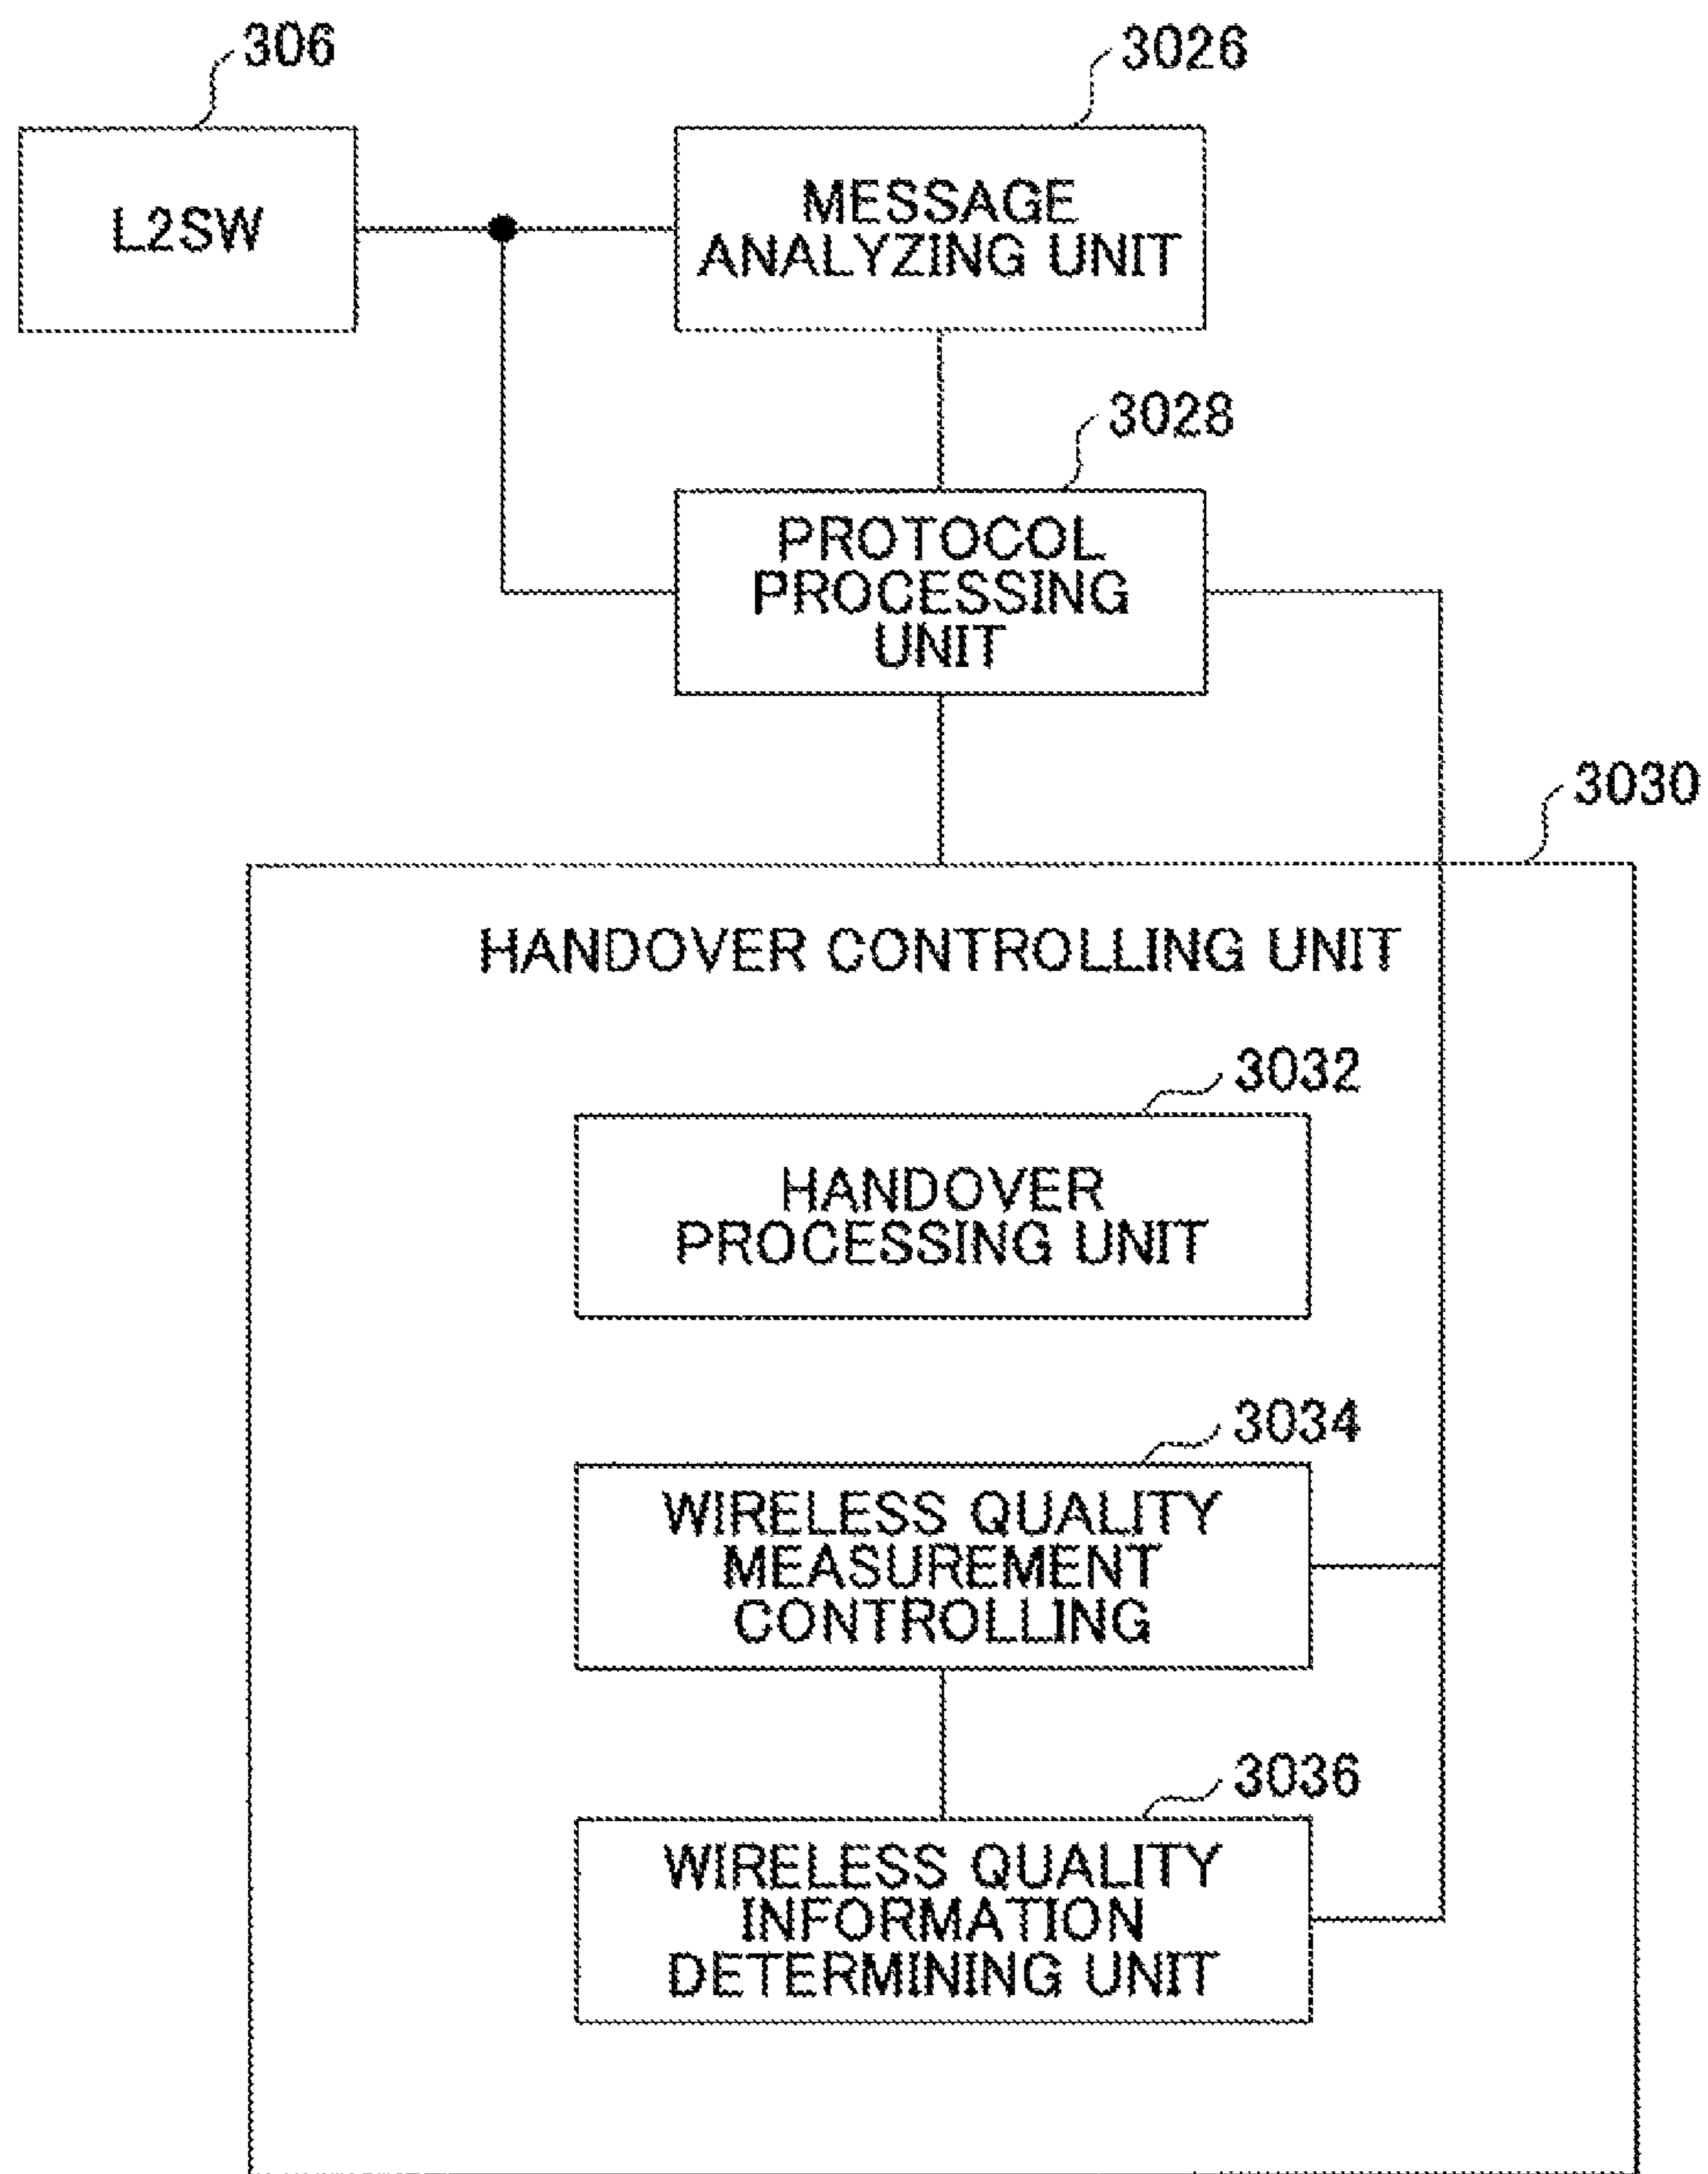 306
3026
L2SW
MESSAGE
ANALYZING UNIT
3028
PROTOCOL
PROCESSING
UNIT
3030
HANDOVER CONTROLLING UNIT
3032
HANDOVER
PROCESSING UNIT
3034
WIRELESS QUALITY
MEASUREMENT
CONTROLLING
3036
WIRELESS QUALITY
INFORMATION
DETERMINING UNIT